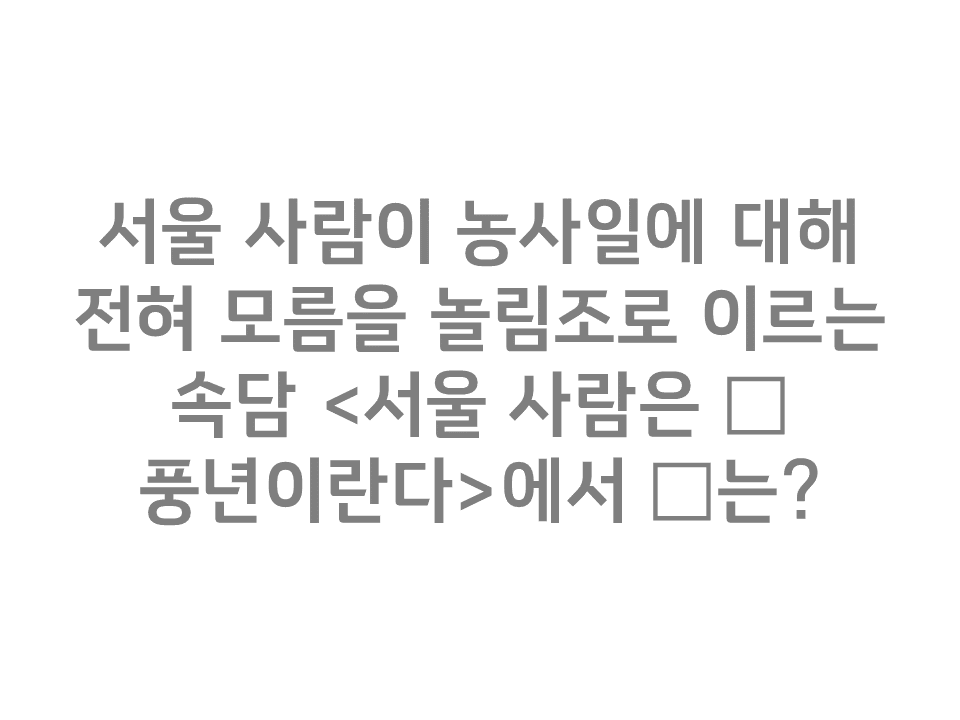 서울 사람이 농사일에 대해
전혀 모름을 놀림조로 이르는
속담 <서울 사람은 □
풍년이란다>에서 □는?